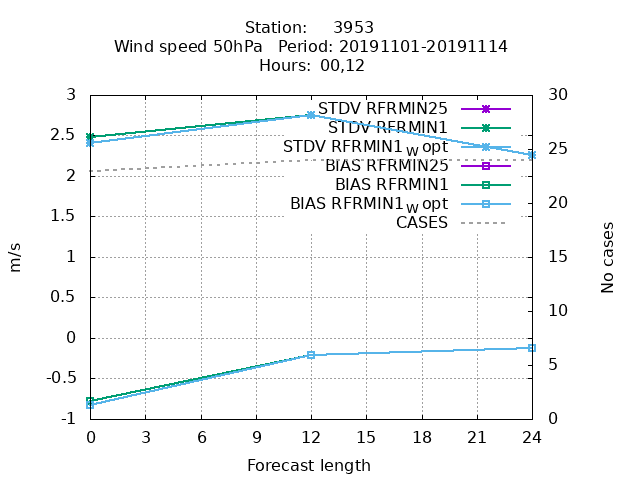 Station: 3953
Wind speed 50hPa Period: 20191101-20191114
Hours: 00,12
3 30
STDV RFRMIN25
STDV RFRMIN1
2.5 25
STDV RFRMIN1W opt
BIAS RFRMIN25
2
BIAS RFRMIN1
20
BIAS RFRMIN1W opt
1.5
CASES
m/s
No cases
1 15
0.5
10
0
5
-0.5
-1 0
0 3 6 9 12 15 18 21 24
Forecast length